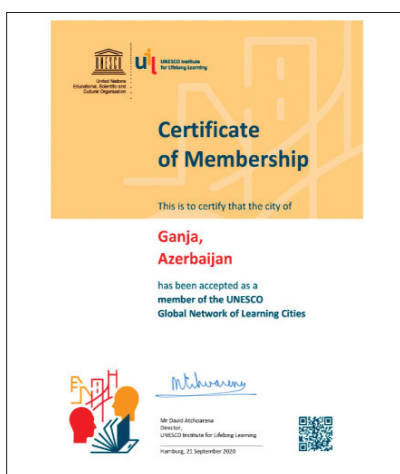 UNESCO
United Nations
Educational, Scientific and
Cultural Organization
uil
UNESCO Institute
for Lifelong Learning
Certificate
of Membership
This is to certify that the city of
Ganja,
Azerbaijan
has been accepted as a
member of the UNESCO
Global Network of Learning Cities
Mr David Atchoarena
Director,
UNESCO Institute for Lifelong Learning
Hamburg, 21 September 2020